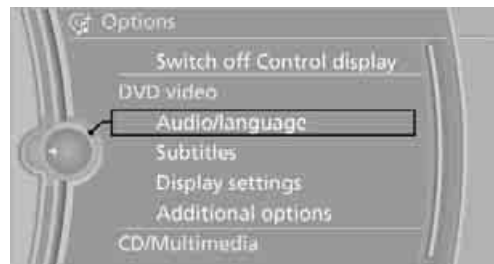 Options
Switch off Control display
DVD video
Audio/language
Subtitles
Display settings
Additional options
CD/Multimedia